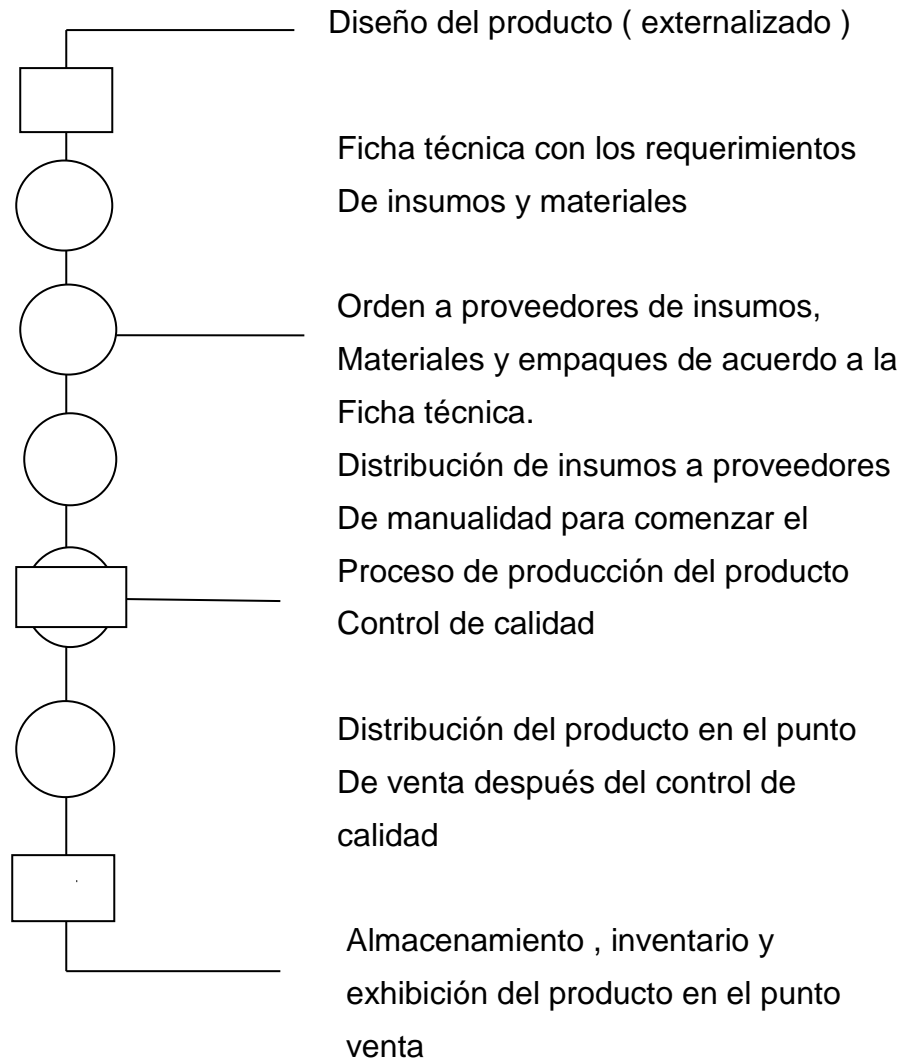 Diseño del producto ( externalizado )
Ficha técnica con los requerimientos
De insumos y materiales
Orden a proveedores de insumos,
Materiales y empaques de acuerdo a la
Ficha técnica.
Distribución de insumos a proveedores
De manualidad para comenzar el
Proceso de producción del producto
Control de calidad
Distribución del producto en el punto
De venta después del control de
calidad
Almacenamiento , inventario y
exhibición del producto en el punto
venta